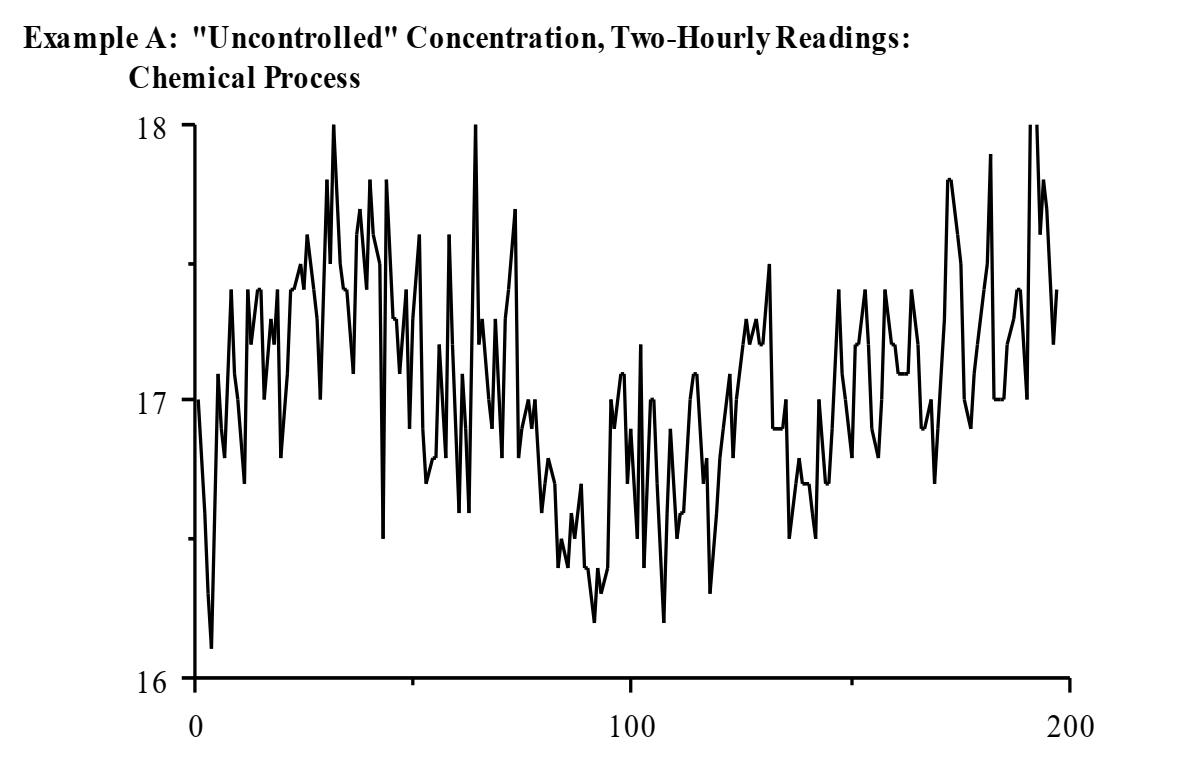 Example A: "Uncontrolled" Concentration, Two-Hourly Readings:
Chemical Process
18
17
16
0 100 200